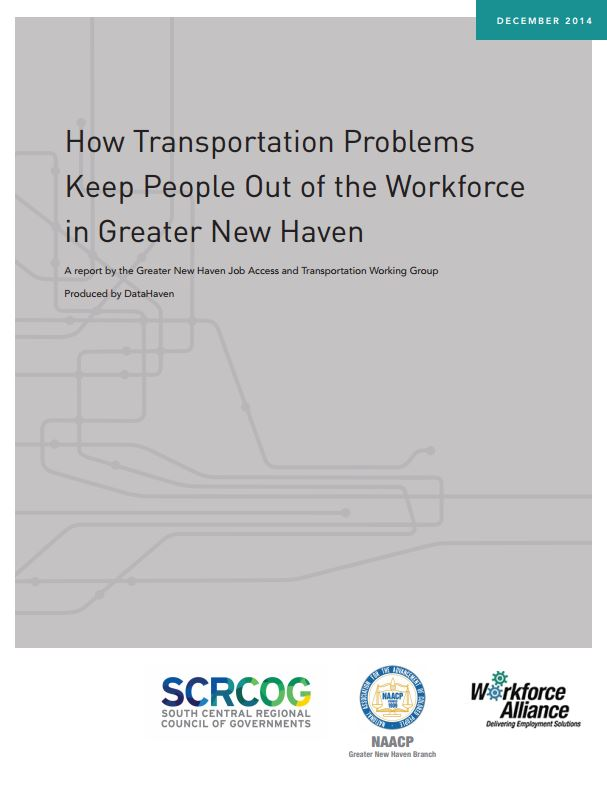 DECEMBER 2014
How Transportation Problems
Keep People Out of the Workforce
in Greater New Haven
A report by the Greater New Haven Job Access and Transportation Working Group
Produced by DataHaven
SCRCOG
SOUTH CENTRAL REGIONAL
COUNCIL OF GOVERNMENTS
NATIONAL ASSOCIATION FOR THE ADVANCEMENT OF COLORED PEOPLE
NAACP
NAACP
Greater New Haven Branch
Workforce
Alliance
Delivering Employment Solutions